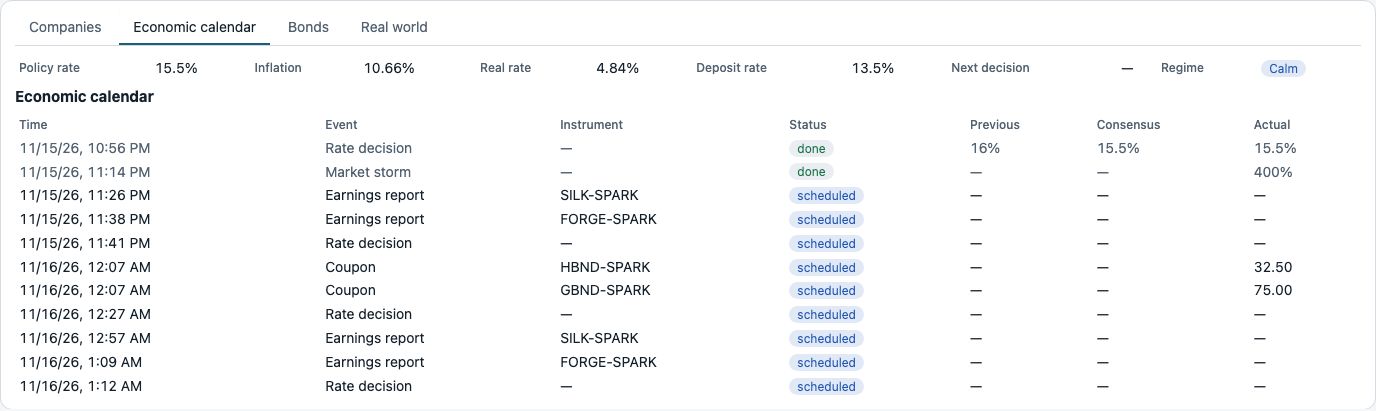 Companies Economic calendar Bonds Real world
Policy rate 15.5% Inflation 10.66% Real rate 4.84% Deposit rate 13.5% Next decision — Regime Calm
Economic calendar
Time Event Instrument Status Previous Consensus Actual
11/15/26, 10:56 PM Rate decision — done 16% 15.5% 15.5%
11/15/26, 11:14 PM Market storm — done — — 400%
11/15/26, 11:26 PM Earnings report SILK-SPARK scheduled — — —
11/15/26, 11:38 PM Earnings report FORGE-SPARK scheduled — — —
11/15/26, 11:41 PM Rate decision — scheduled — — —
11/16/26, 12:07 AM Coupon HBND-SPARK scheduled — — 32.50
11/16/26, 12:07 AM Coupon GBND-SPARK scheduled — — 75.00
11/16/26, 12:27 AM Rate decision — scheduled — — —
11/16/26, 12:57 AM Earnings report SILK-SPARK scheduled — — —
11/16/26, 1:09 AM Earnings report FORGE-SPARK scheduled — — —
11/16/26, 1:12 AM Rate decision — scheduled — — —